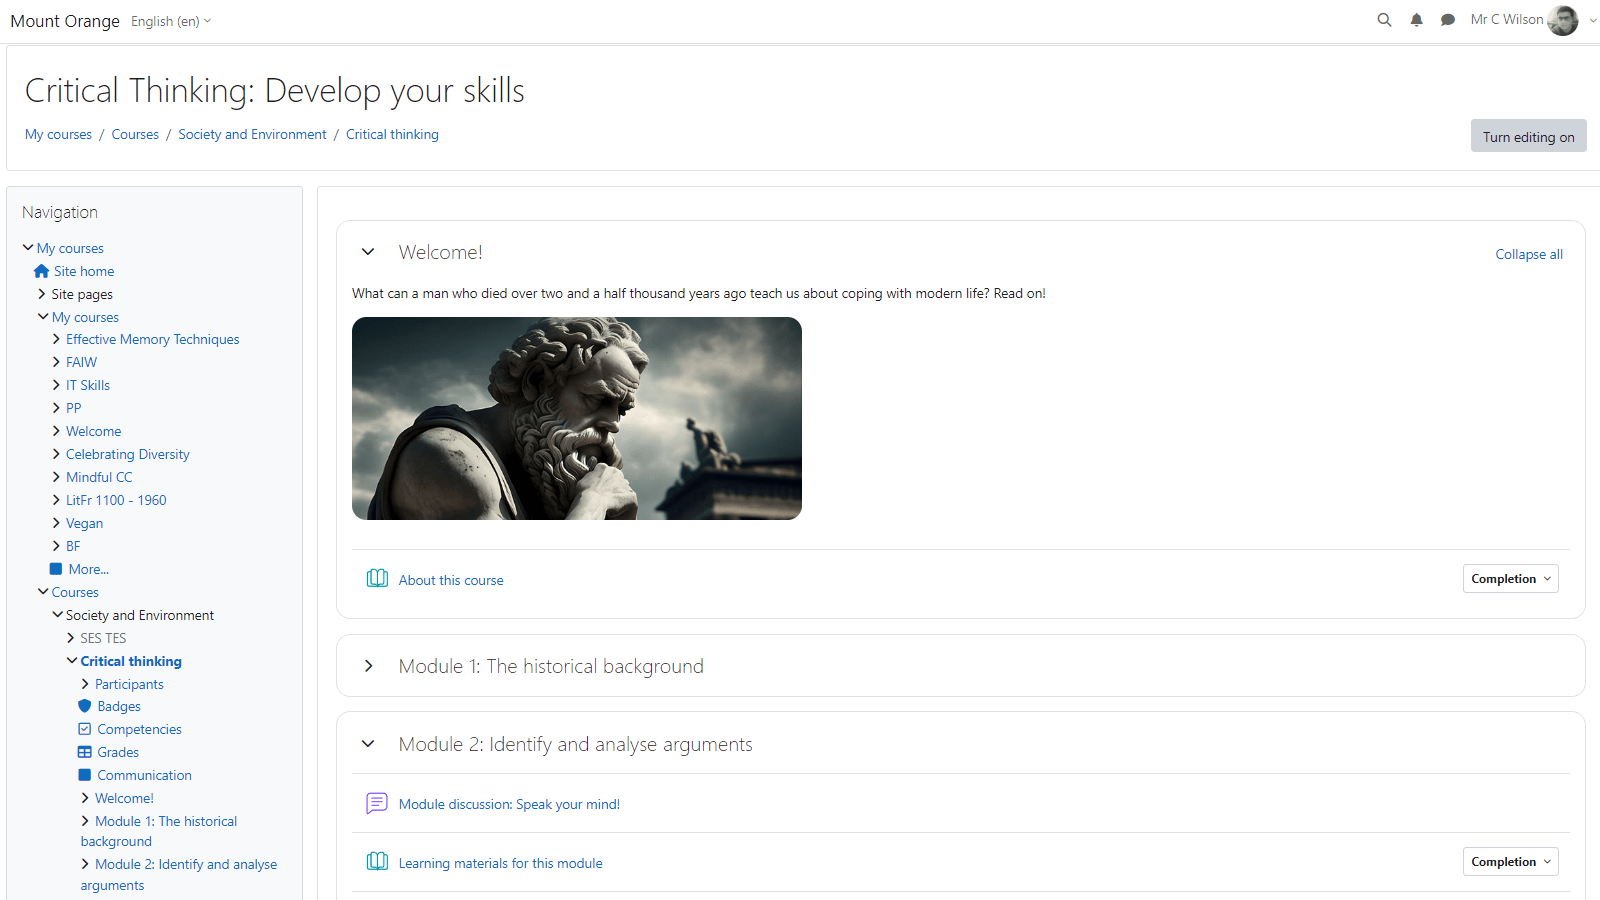 Mount Orange English (en)
Mr C Wilson
Critical Thinking: Develop your skills
My courses / Courses / Society and Environment / Critical thinking
Turn editing on
Navigation
My courses
Site home
Site pages
My courses
Effective Memory Techniques
FAIW
IT Skills
PP
Welcome
Celebrating Diversity
Mindful CC
LitFr 1100 - 1960
Vegan
BF
More...
Courses
Society and Environment
SES TES
Critical thinking
Participants
Badges
Competencies
Grades
Communication
Welcome!
Module 1: The historical
background
Module 2: Identify and analyse
arguments
Welcome!
Collapse all
What can a man who died over two and a half thousand years ago teach us about coping with modern life? Read on!
About this course
Completion
Module 1: The historical background
Module 2: Identify and analyse arguments
Module discussion: Speak your mind!
Learning materials for this module
Completion